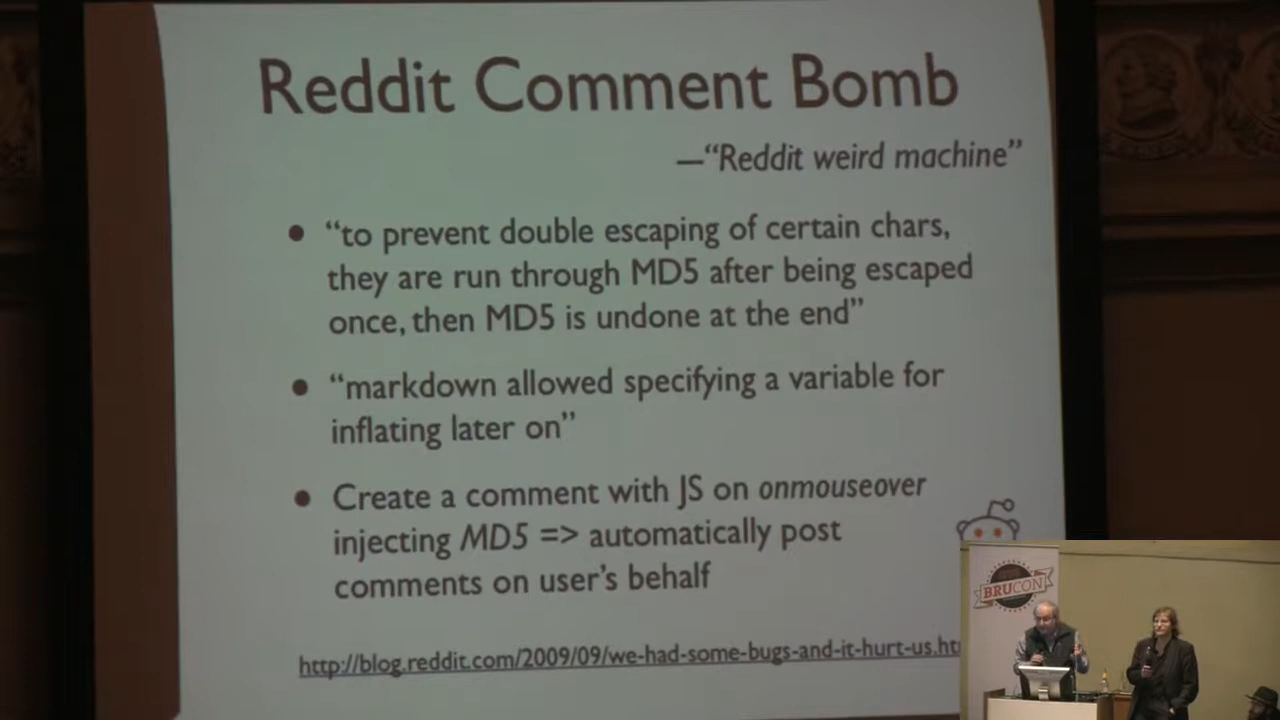 Reddit Comment Bomb
—“Reddit weird machine”
• “to prevent double escaping of certain chars,
they are run through MD5 after being escaped
once, then MD5 is undone at the end”
• “markdown allowed specifying a variable for
inflating later on”
• Create a comment with JS on onmouseover
injecting MD5 => automatically post
comments on user’s behalf
http://blog.reddit.com/2009/09/we-had-some-bugs-and-it-hurt-us.ht
BRUCON